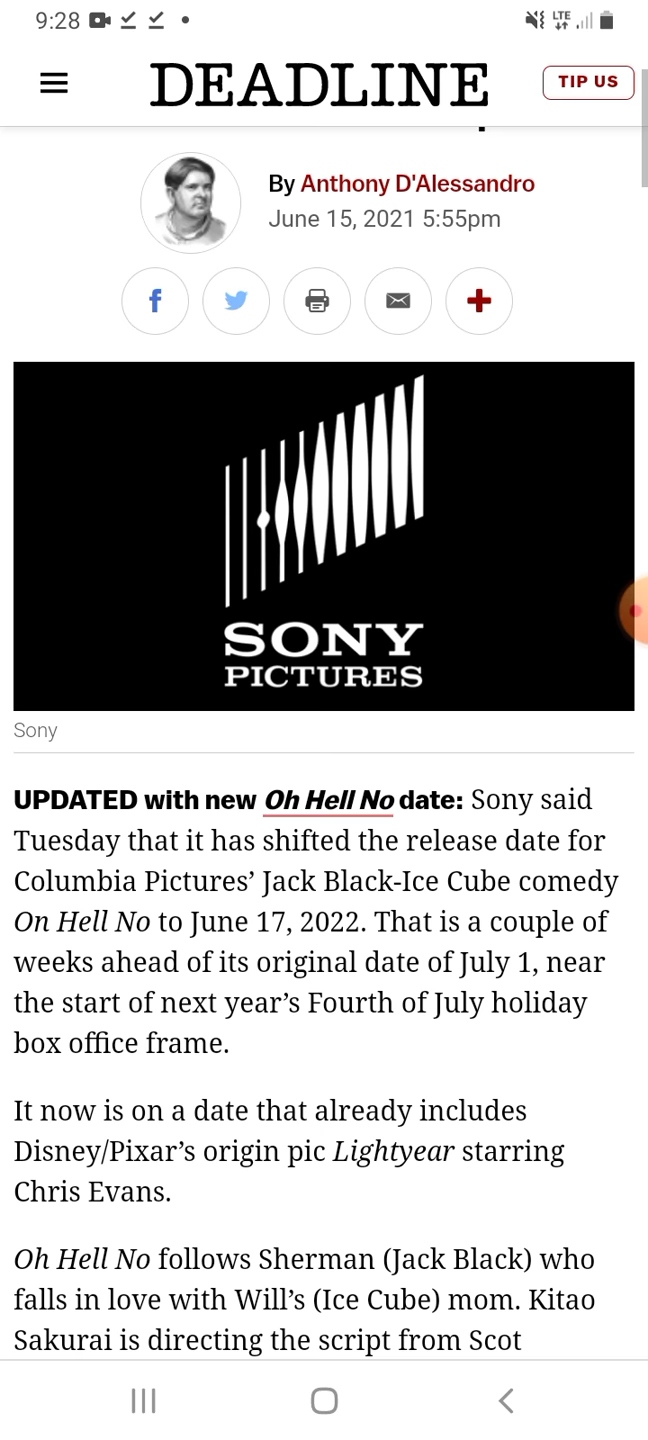 9:28
LTE
DEADLINE
TIP US
By Anthony D'Alessandro
June 15, 2021 5:55pm
f
SONY
PICTURES
Sony
UPDATED with new Oh Hell No date: Sony said
Tuesday that it has shifted the release date for
Columbia Pictures’ Jack Black-Ice Cube comedy
On Hell No to June 17, 2022. That is a couple of
weeks ahead of its original date of July 1, near
the start of next year’s Fourth of July holiday
box office frame.
It now is on a date that already includes
Disney/Pixar’s origin pic Lightyear starring
Chris Evans.
Oh Hell No follows Sherman (Jack Black) who
falls in love with Will’s (Ice Cube) mom. Kitao
Sakurai is directing the script from Scot